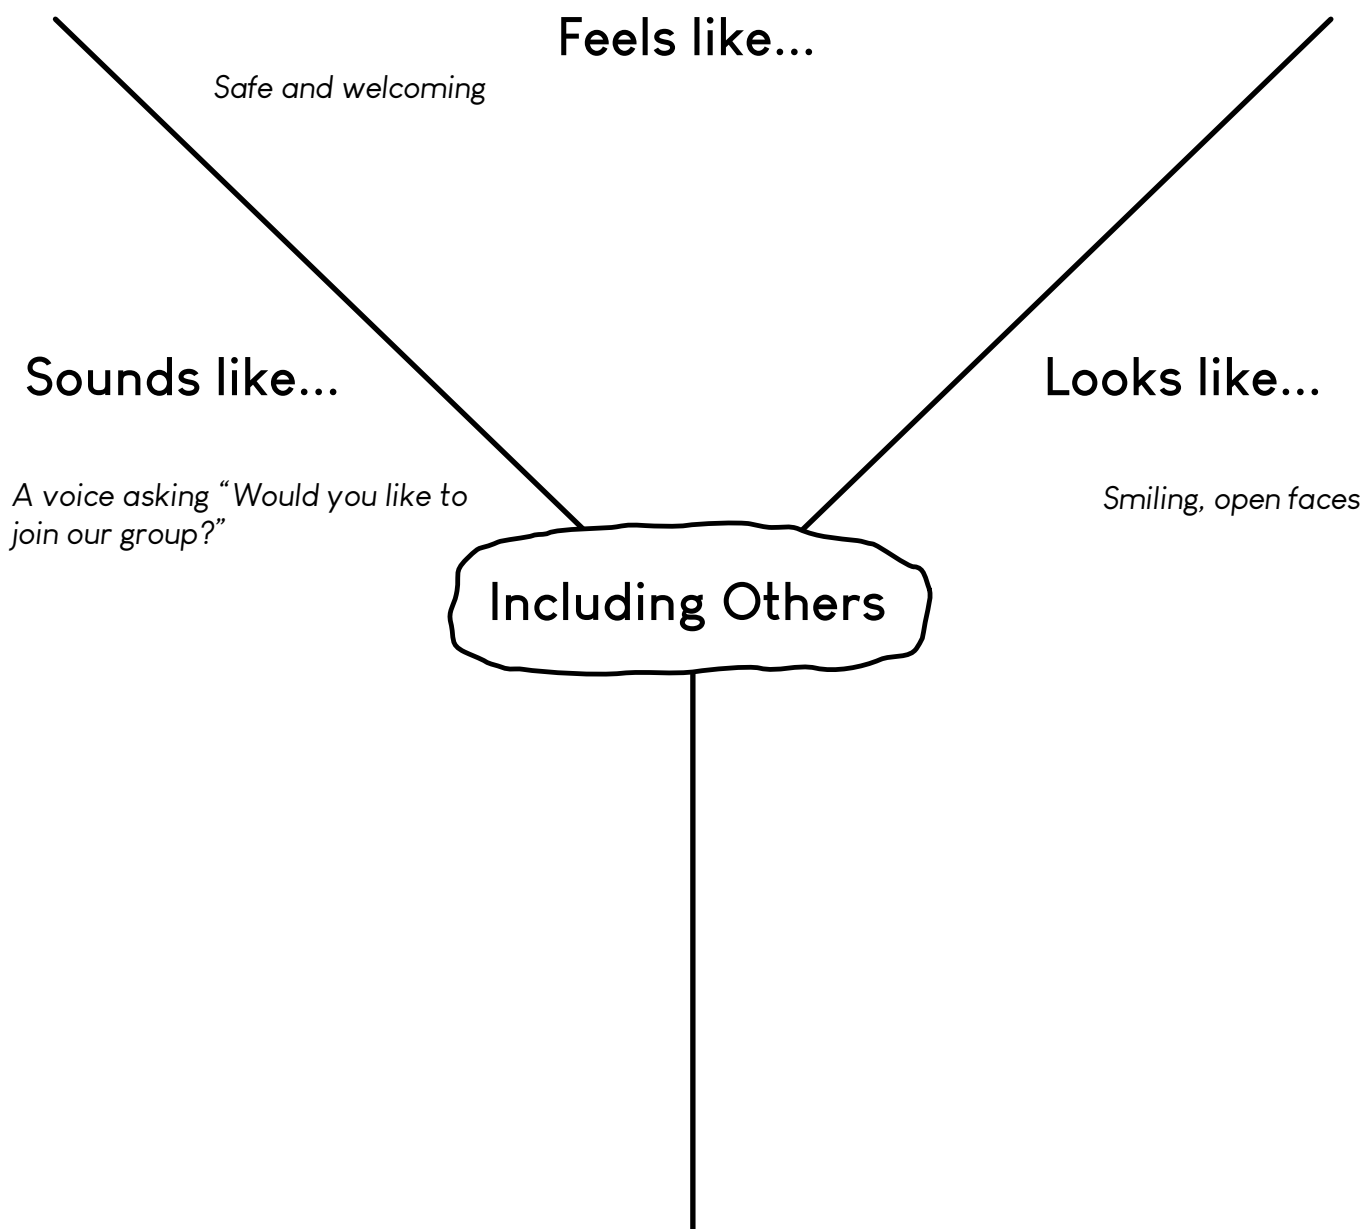 Feels like...
Safe and welcoming
Sounds like...
Looks like...
A voice asking “Would you like to
join our group?”
Smiling, open faces
Including Others